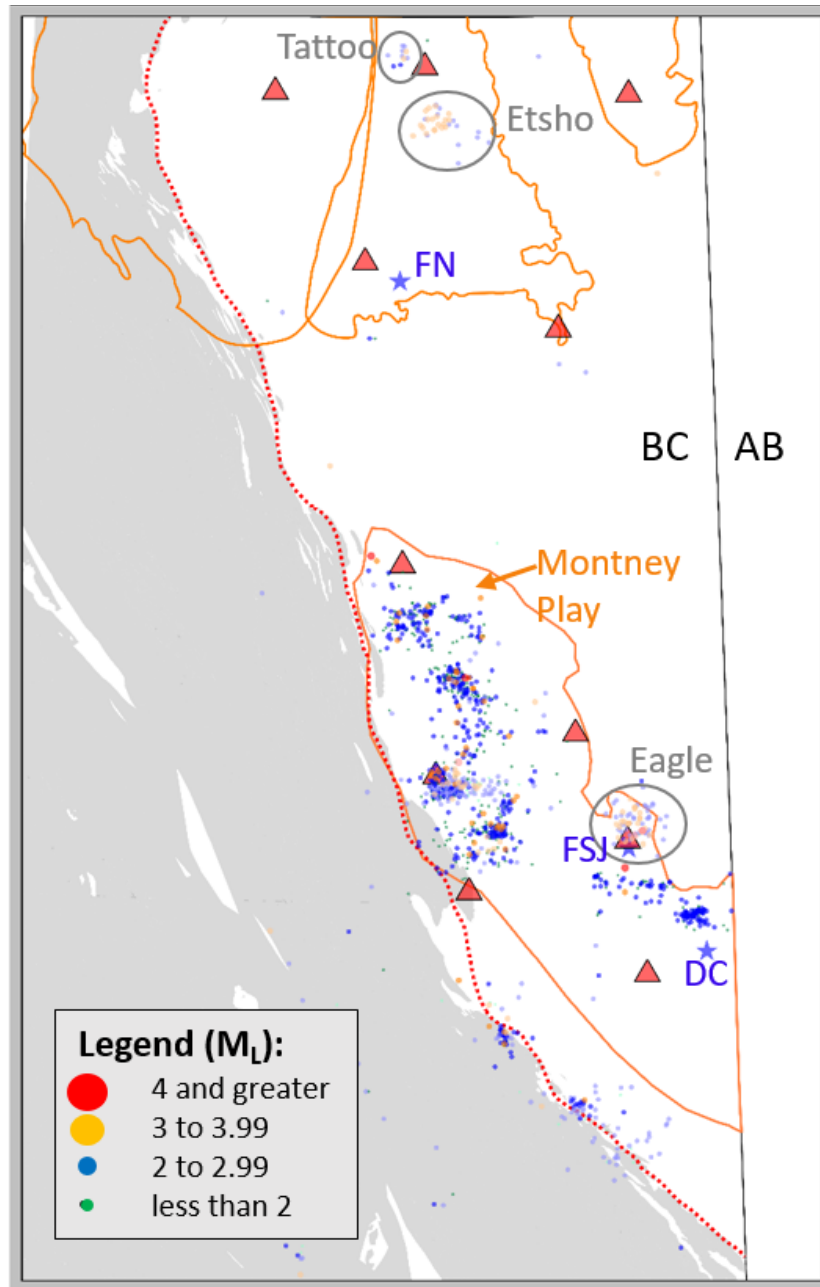 Tattoo
Etsho
FN
BC
AB
Montney
Play
Eagle
FSJ
DC
Legend (M_L):
4 and greater
3 to 3.99
2 to 2.99
less than 2